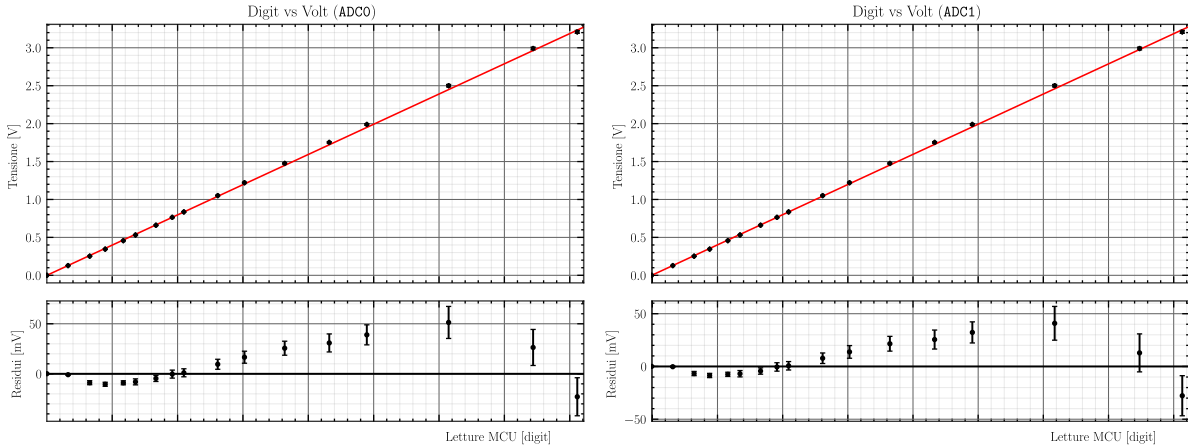 Digit vs Volt (ADC0)
Tensione [V]
3.0
2.5
2.0
1.5
1.0
0.5
0.0
Residui [mV]
50
0
Letture MCU [digit]
Digit vs Volt (ADC1)
Tensione [V]
3.0
2.5
2.0
1.5
1.0
0.5
0.0
Residui [mV]
50
0
−50
Letture MCU [digit]